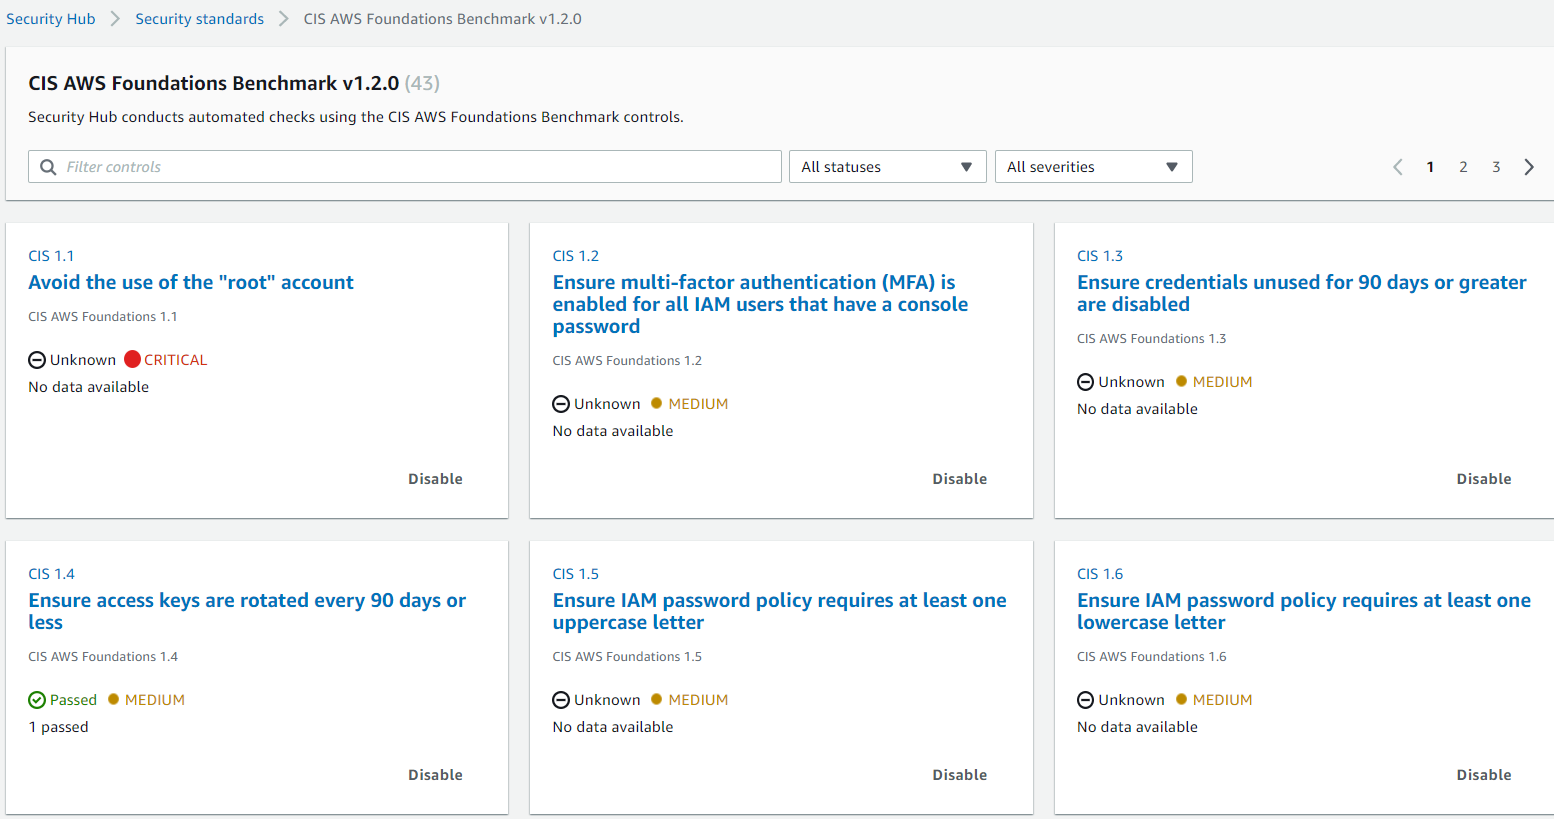 Security Hub > Security standards > CIS AWS Foundations Benchmark v1.2.0
CIS AWS Foundations Benchmark v1.2.0 (43)
Security Hub conducts automated checks using the CIS AWS Foundations Benchmark controls.
Filter controls
All statuses
All severities
< 1 2 3 >
CIS 1.1
Avoid the use of the "root" account
CIS AWS Foundations 1.1
Unknown CRITICAL
No data available
Disable
CIS 1.2
Ensure multi-factor authentication (MFA) is
enabled for all IAM users that have a console
password
CIS AWS Foundations 1.2
Unknown MEDIUM
No data available
Disable
CIS 1.3
Ensure credentials unused for 90 days or greater
are disabled
CIS AWS Foundations 1.3
Unknown MEDIUM
No data available
Disable
CIS 1.4
Ensure access keys are rotated every 90 days or
less
CIS AWS Foundations 1.4
Passed MEDIUM
1 passed
Disable
CIS 1.5
Ensure IAM password policy requires at least one
uppercase letter
CIS AWS Foundations 1.5
Unknown MEDIUM
No data available
Disable
CIS 1.6
Ensure IAM password policy requires at least one
lowercase letter
CIS AWS Foundations 1.6
Unknown MEDIUM
No data available
Disable